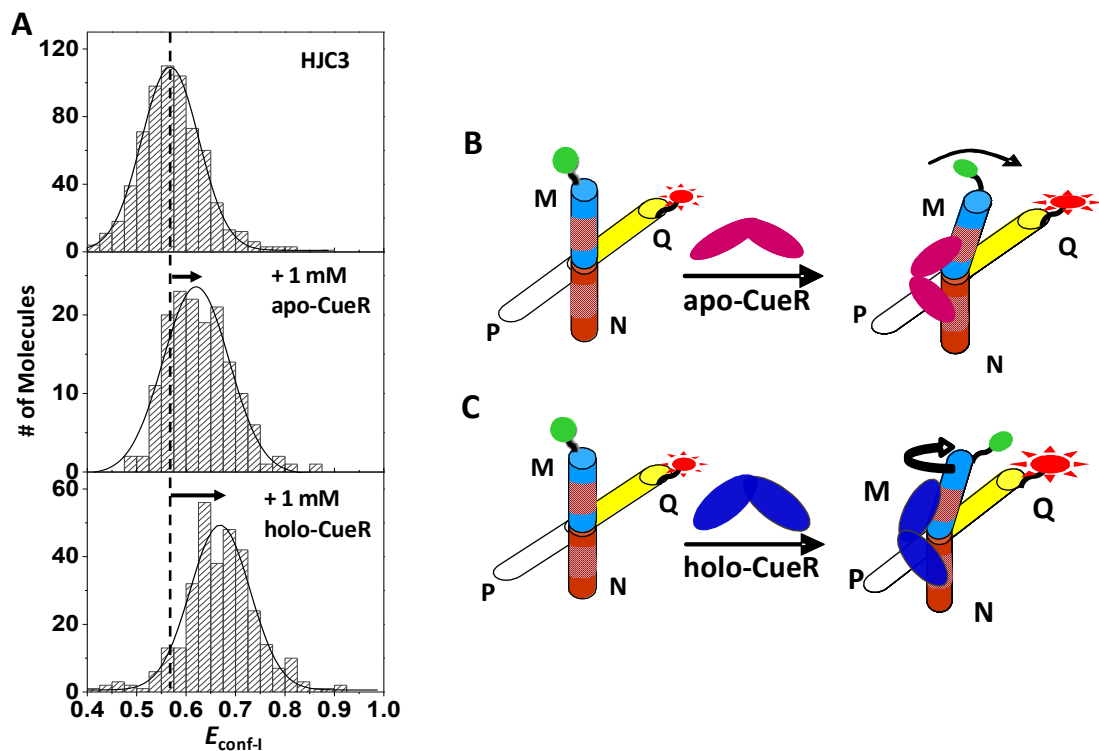 A
HJC3
120
80
40
0
+ 1 mM
apo-CueR
20
10
0
+ 1 mM
holo-CueR
60
40
20
0
# of Molecules
0.4 0.5 0.6 0.7 0.8 0.9 1.0
Econf-I
B
M
Q
P
N
apo-CueR
M
Q
P
N
C
M
Q
P
N
holo-CueR
M
Q
P
N